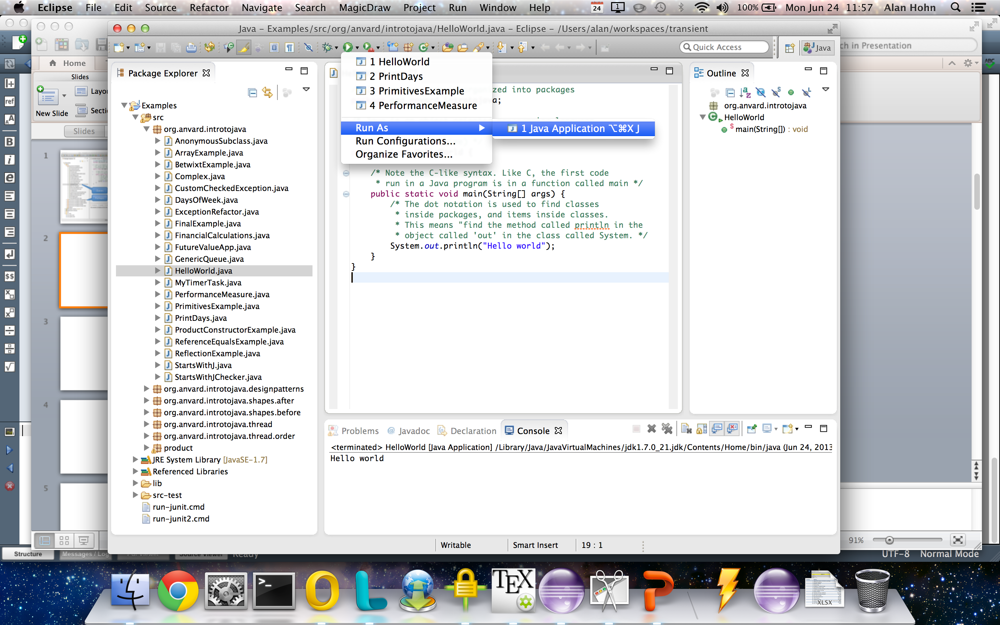 Eclipse File Edit Source Refactor Navigate Search MagicDraw Project Run Window Help 24 1 100% Mon Jun 24 11:57 Alan Hohn
Java – Examples/src/org/anvard/introtojava/HelloWorld.java – Eclipse – /Users/alan/workspaces/transient
Quick Access
Java
ch in Presentation
Home
Slides
Layou
New Slide
Secti
Slides
1
2
3
4
5
ref
$$
ABC
Package Explorer
Examples
src
org.anvard.introtojava
AnonymousSubclass.java
ArrayExample.java
BetwixtExample.java
Complex.java
CustomCheckedException.java
DaysOfWeek.java
ExceptionRefactor.java
FinalExample.java
FinancialCalculations.java
FutureValueApp.java
GenericQueue.java
HelloWorld.java
MyTimerTask.java
PerformanceMeasure.java
PrimitivesExample.java
PrintDays.java
ProductConstructorExample.java
ReferenceEqualsExample.java
ReflectionExample.java
StartsWithJ.java
StartsWithJChecker.java
org.anvard.introtojava.designpatterns
org.anvard.introtojava.shapes.after
org.anvard.introtojava.shapes.before
org.anvard.introtojava.thread
org.anvard.introtojava.thread.order
product
JRE System Library [JavaSE-1.7]
Referenced Libraries
lib
src-test
run-junit.cmd
run-junit2.cmd
1 HelloWorld
2 PrintDays
3 PrimitivesExample
4 PerformanceMeasure
Run As
Run Configurations...
Organize Favorites...
1 Java Application ⌥⌘X J
zed into packages
a;
/* Note the C-like syntax. Like C, the first code
* run in a Java program is in a function called main */
public static void main(String[] args) {
/* The dot notation is used to find classes
* inside packages, and items inside classes.
* This means "find the method called println in the
* object called 'out' in the class called System. */
System.out.println("Hello world");
}
}
Outline
org.anvard.introtojava
HelloWorld
main(String[]) : void
Problems Javadoc Declaration Console
<terminated> HelloWorld [Java Application] /Library/Java/JavaVirtualMachines/jdk1.7.0_21.jdk/Contents/Home/bin/java (Jun 24, 2013
Hello world
Writable Smart Insert 19 : 1
91%
Structure Messages / Log Source Viewer Ready UTF-8 Normal Mode
TEX
XLSX